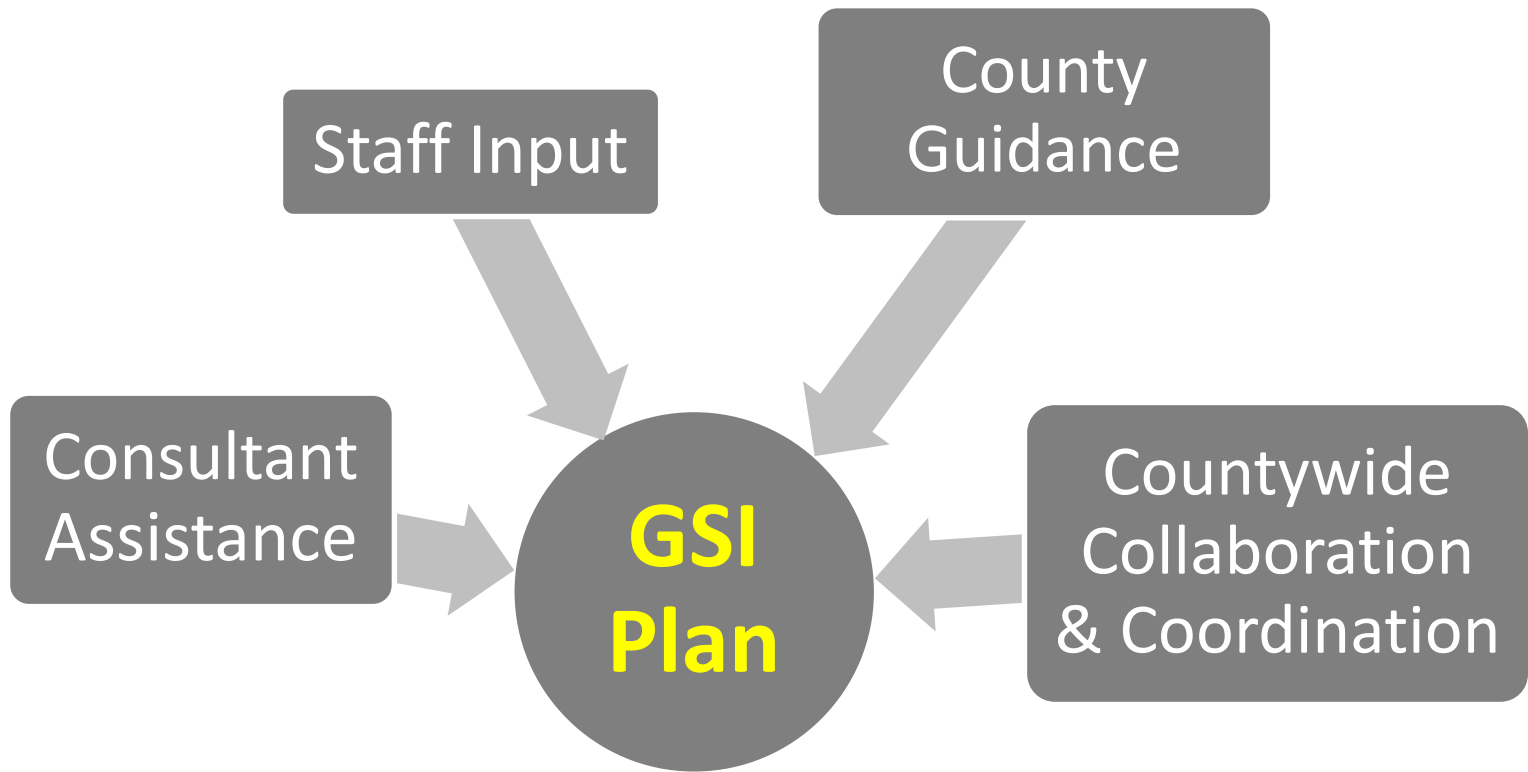 Staff Input
County
Guidance
Consultant
Assistance
GSI
Plan
Countywide
Collaboration
& Coordination